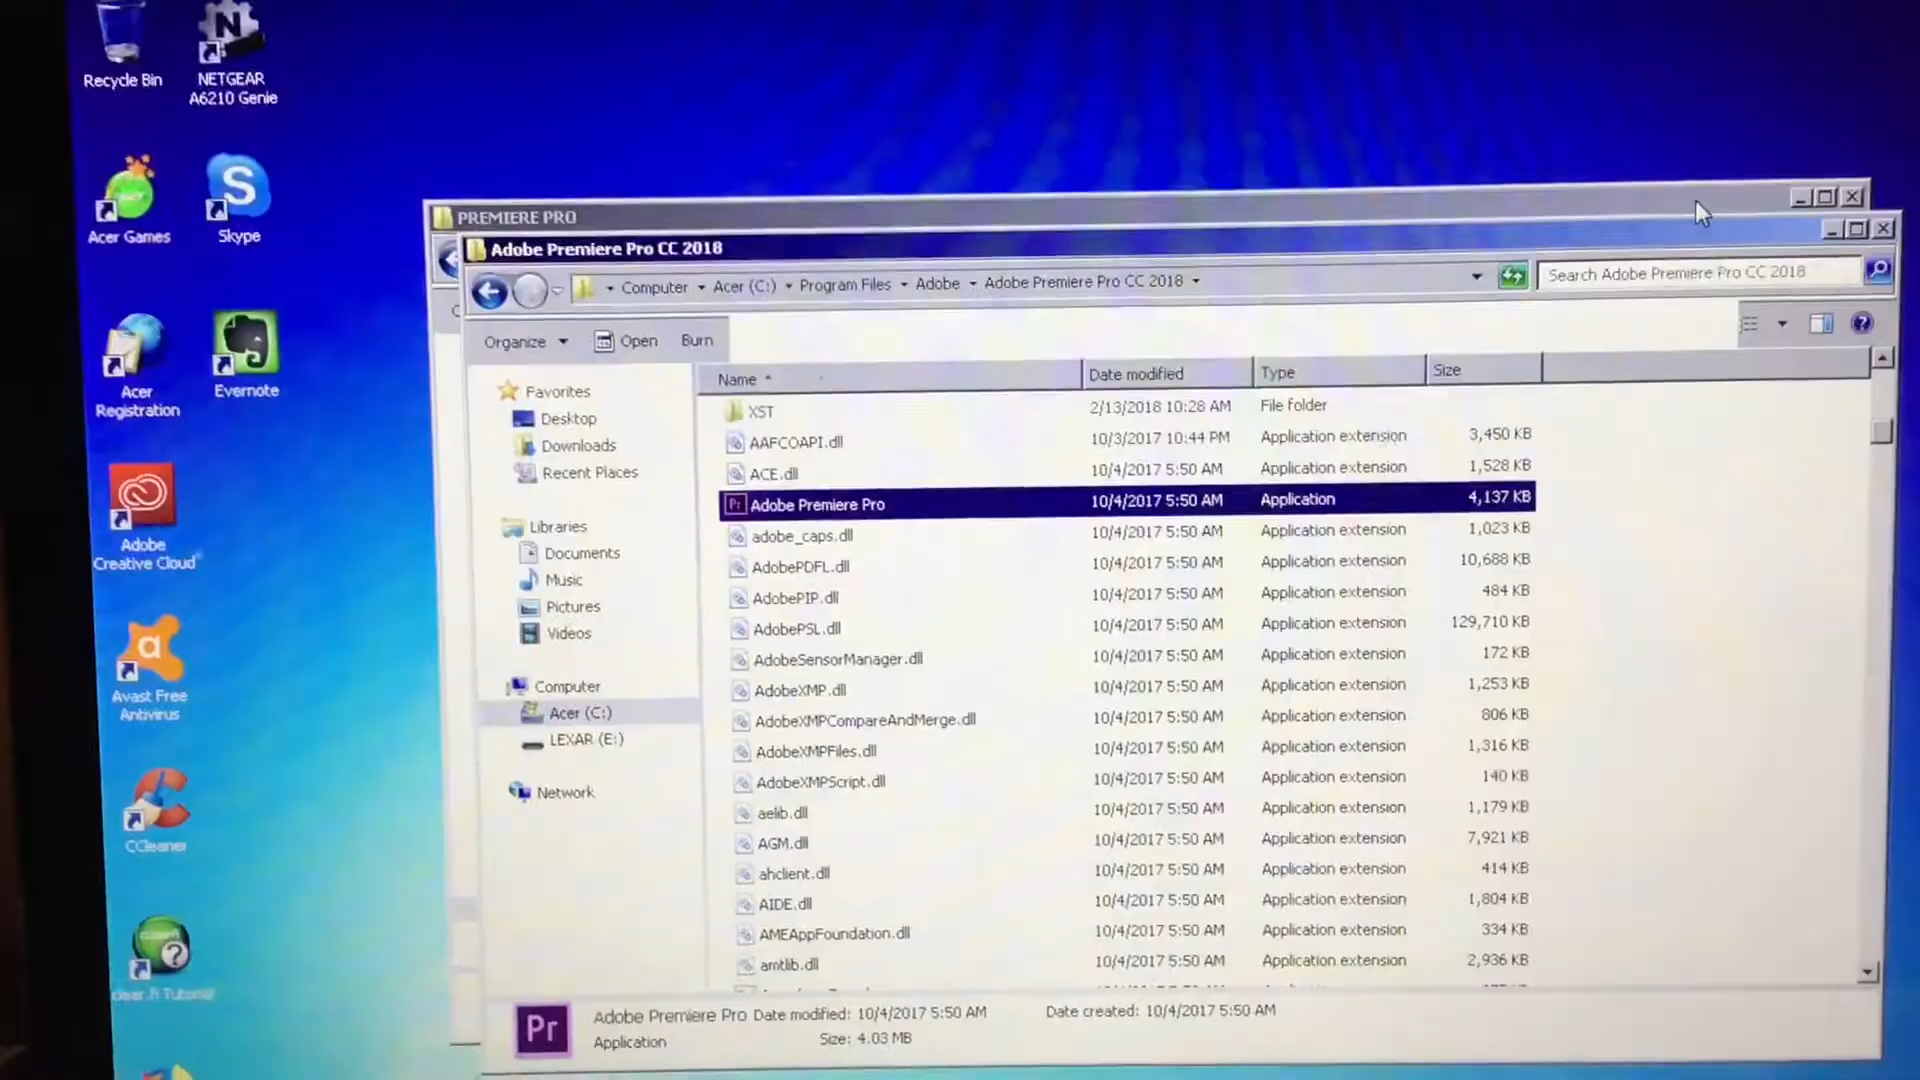 Recycle Bin
NETGEAR
A6210 Genie
Acer Games
Skype
Acer
Registration
Evernote
Adobe
Creative Cloud
Avast Free
Antivirus
CCleaner
PREMIERE PRO
Adobe Premiere Pro CC 2018
Computer Acer (C:) Program Files Adobe Adobe Premiere Pro CC 2018
Search Adobe Premiere Pro CC 2018
Organize Open Burn
Favorites
Desktop
Downloads
Recent Places
Libraries
Documents
Music
Pictures
Videos
Computer
Acer (C:)
LEXAR (E:)
Network
Name Date modified Type Size
XST 2/13/2018 10:28 AM File folder
AAFCOAPI.dll 10/3/2017 10:44 PM Application extension 3,450 KB
ACE.dll 10/4/2017 5:50 AM Application extension 1,528 KB
Pr Adobe Premiere Pro 10/4/2017 5:50 AM Application 4,137 KB
adobe_caps.dll 10/4/2017 5:50 AM Application extension 1,023 KB
AdobePDFL.dll 10/4/2017 5:50 AM Application extension 10,688 KB
AdobePIP.dll 10/4/2017 5:50 AM Application extension 484 KB
AdobePSL.dll 10/4/2017 5:50 AM Application extension 129,710 KB
AdobeSensorManager.dll 10/4/2017 5:50 AM Application extension 172 KB
AdobeXMP.dll 10/4/2017 5:50 AM Application extension 1,253 KB
AdobeXMPCompareAndMerge.dll 10/4/2017 5:50 AM Application extension 806 KB
AdobeXMPFiles.dll 10/4/2017 5:50 AM Application extension 1,316 KB
AdobeXMPScript.dll 10/4/2017 5:50 AM Application extension 140 KB
aelib.dll 10/4/2017 5:50 AM Application extension 1,179 KB
AGM.dll 10/4/2017 5:50 AM Application extension 7,921 KB
ahclient.dll 10/4/2017 5:50 AM Application extension 414 KB
AIDE.dll 10/4/2017 5:50 AM Application extension 1,804 KB
AMEAppFoundation.dll 10/4/2017 5:50 AM Application extension 334 KB
amtlib.dll 10/4/2017 5:50 AM Application extension 2,936 KB
Pr
Adobe Premiere Pro Date modified: 10/4/2017 5:50 AM Date created: 10/4/2017 5:50 AM
Application Size: 4.03 MB